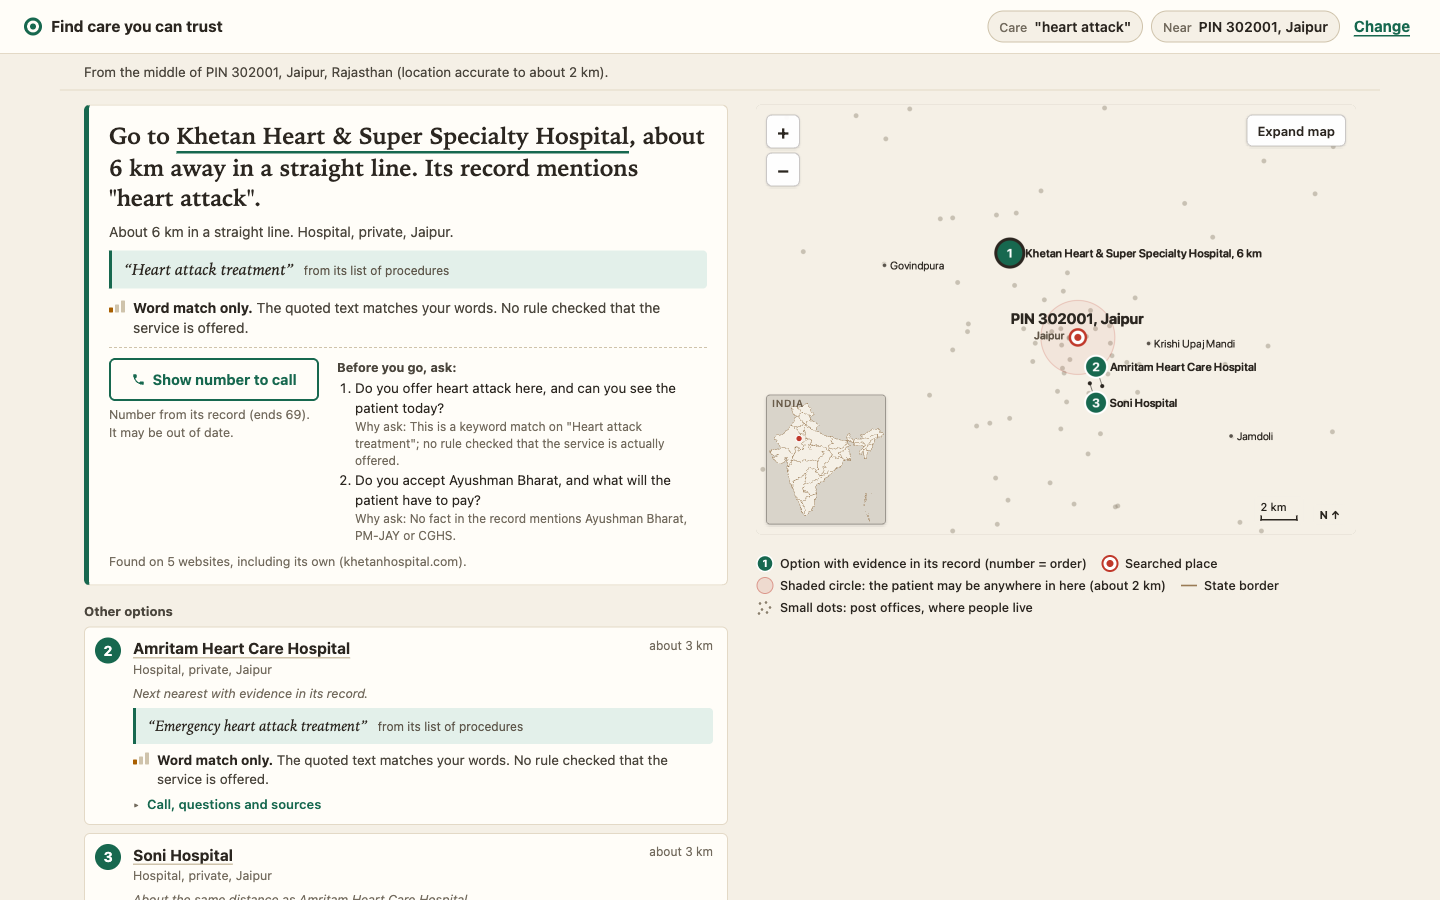 Find care you can trust
Care "heart attack"
Near PIN 302001, Jaipur
Change
From the middle of PIN 302001, Jaipur, Rajasthan (location accurate to about 2 km).
Go to Khetan Heart & Super Specialty Hospital, about
6 km away in a straight line. Its record mentions
"heart attack".
About 6 km in a straight line. Hospital, private, Jaipur.
“Heart attack treatment” from its list of procedures
Word match only. The quoted text matches your words. No rule checked that the
service is offered.
Show number to call
Number from its record (ends 69).
It may be out of date.
Before you go, ask:
1. Do you offer heart attack here, and can you see the
patient today?
Why ask: This is a keyword match on "Heart attack
treatment"; no rule checked that the service is actually
offered.
2. Do you accept Ayushman Bharat, and what will the
patient have to pay?
Why ask: No fact in the record mentions Ayushman Bharat,
PM-JAY or CGHS.
Found on 5 websites, including its own (khetanhospital.com).
Other options
2 Amritam Heart Care Hospital about 3 km
Hospital, private, Jaipur
Next nearest with evidence in its record.
“Emergency heart attack treatment” from its list of procedures
Word match only. The quoted text matches your words. No rule checked that the
service is offered.
Call, questions and sources
3 Soni Hospital about 3 km
Hospital, private, Jaipur
About the same distance as Amritam Heart Care Hospital.
+
−
Expand map
1 Khetan Heart & Super Specialty Hospital, 6 km
Govindpura
PIN 302001, Jaipur
Jaipur
Krishi Upaj Mandi
2 Amritam Heart Care Hospital
3 Soni Hospital
Jamdoli
INDIA
2 km
N ↑
1 Option with evidence in its record (number = order)
Searched place
Shaded circle: the patient may be anywhere in here (about 2 km)
State border
Small dots: post offices, where people live